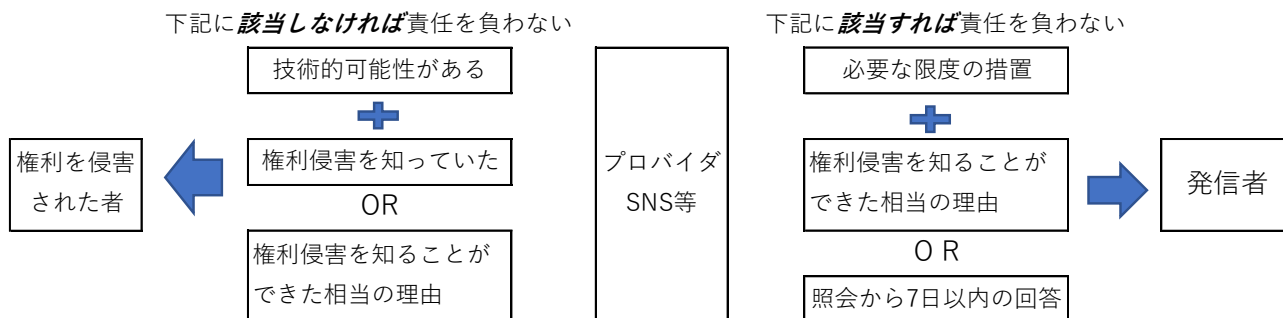 下記に該当しなければ責任を負わない
技術的可能性がある
権利侵害を知っていた
OR
権利侵害を知ることが
できた相当の理由
権利を侵害
された者
プロバイダ
SNS等
下記に該当すれば責任を負わない
必要な限度の措置
権利侵害を知ることが
できた相当の理由
OR
照会から7日以内の回答
発信者